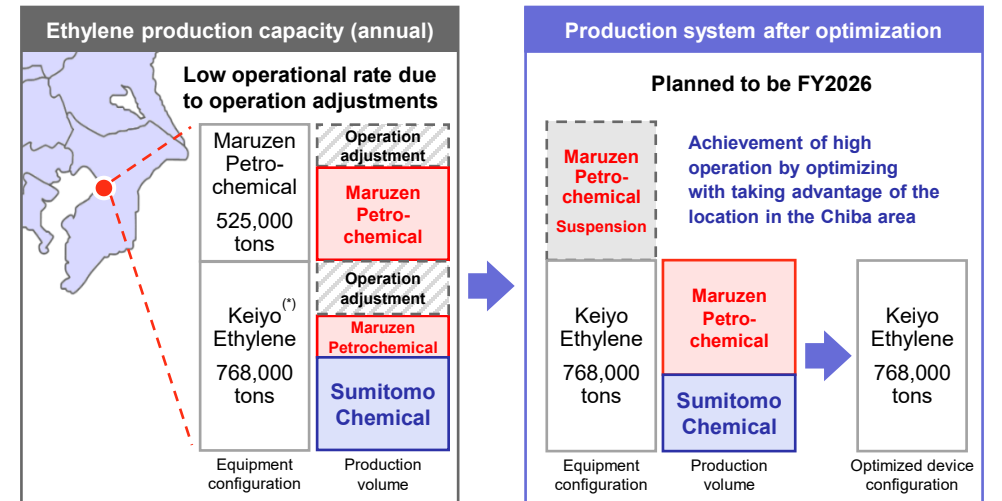 Ethylene production capacity (annual)
Low operational rate due
to operation adjustments
Maruzen
Petro-
chemical
525,000
tons
Operation
adjustment
Maruzen
Petro-
chemical
Keiyo(*)
Ethylene
768,000
tons
Operation
adjustment
Maruzen
Petrochemical
Sumitomo
Chemical
Equipment
configuration
Production
volume
Production system after optimization
Planned to be FY2026
Maruzen
Petro-
chemical
Suspension
Achievement of high
operation by optimizing
with taking advantage of the
location in the Chiba area
Keiyo
Ethylene
768,000
tons
Maruzen
Petro-
chemical
Sumitomo
Chemical
Keiyo
Ethylene
768,000
tons
Equipment
configuration
Production
volume
Optimized device
configuration